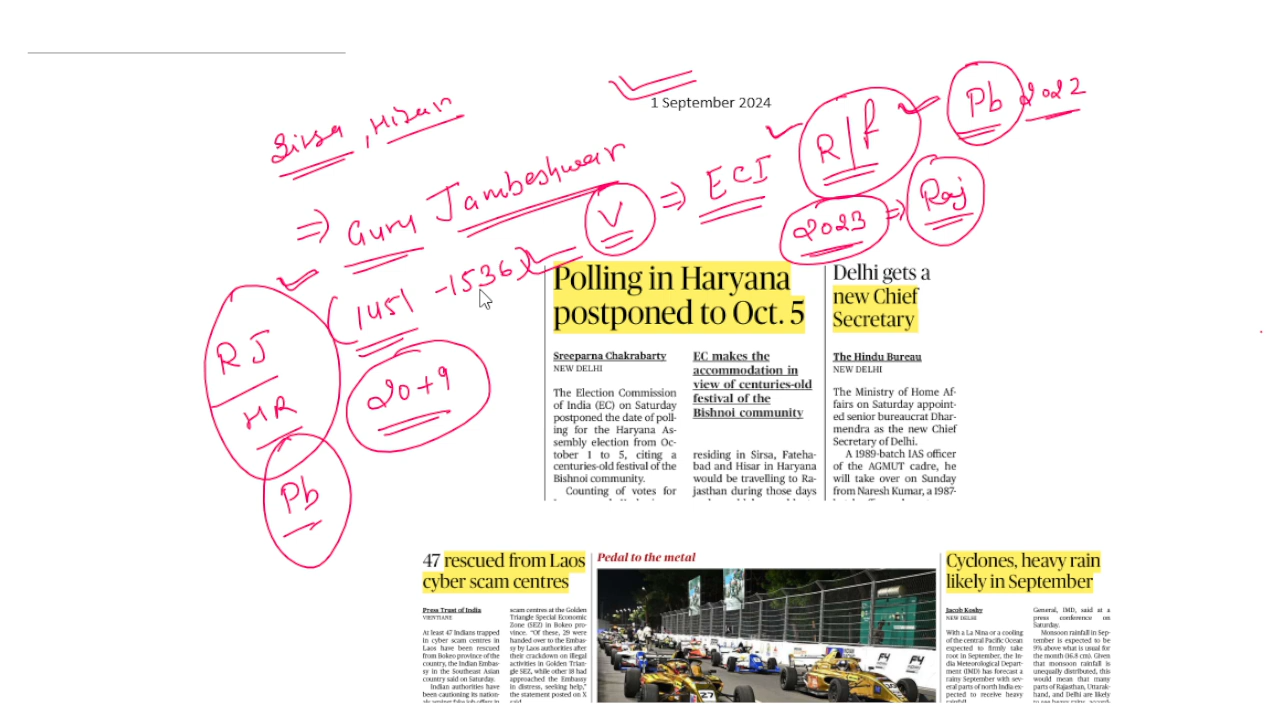 1 September 2024
Sirsa, Hisar
⇒ Guru Jambeshwar
V ⇒ ECI R/f
Pb 2022
2023 ⇒ Raj
(1451 -1536)
20+9
RJ
HR
Pb
Polling in Haryana
postponed to Oct. 5
Sreeparna Chakrabarty
NEW DELHI
The Election Commission
of India (EC) on Saturday
postponed the date of poll-
ing for the Haryana As-
sembly election from Oc-
tober 1 to 5, citing a
centuries-old festival of the
Bishnoi community.
Counting of votes for
EC makes the
accommodation in
view of centuries-old
festival of the
Bishnoi community
residing in Sirsa, Fateha-
bad and Hisar in Haryana
would be travelling to Ra-
jasthan during those days
Delhi gets a
new Chief
Secretary
The Hindu Bureau
NEW DELHI
The Ministry of Home Af-
fairs on Saturday appoint-
ed senior bureaucrat Dhar-
mendra as the new Chief
Secretary of Delhi.
A 1989-batch IAS officer
of the AGMUT cadre, he
will take over on Sunday
from Naresh Kumar, a 1987-
47 rescued from Laos
cyber scam centres
Press Trust of India
VIENTIANE
At least 47 Indians trapped
in cyber scam centres in
Laos have been rescued
from Bokeo province of the
country, the Indian Embas-
sy in the Southeast Asian
country said on Saturday.
Indian authorities have
been cautioning its nation-
als against fake job offers in
scam centres at the Golden
Triangle Special Economic
Zone (SEZ) in Bokeo pro-
vince. "Of these, 29 were
handed over to the Embas-
sy by Laos authorities after
their crackdown on illegal
activities in Golden Trian-
gle SEZ, while other 18 had
approached the Embassy
in distress, seeking help,"
the statement posted on X
said.
Pedal to the metal
27
F4
Cyclones, heavy rain
likely in September
Jacob Koshy
NEW DELHI
With a La Nina or a cooling
of the central Pacific Ocean
expected to firmly take
root in September, the In-
dia Meteorological Depart-
ment (IMD) has forecast a
rainy September with sev-
eral parts of north India ex-
pected to receive heavy
rainfall.
General, IMD, said at a
press conference on
Saturday.
Monsoon rainfall in Sep-
tember is expected to be
9% above what is usual for
the month (16.8 cm). Given
that monsoon rainfall is
unequally distributed, this
would mean that many
parts of Rajasthan, Uttarak-
hand, and Delhi are likely